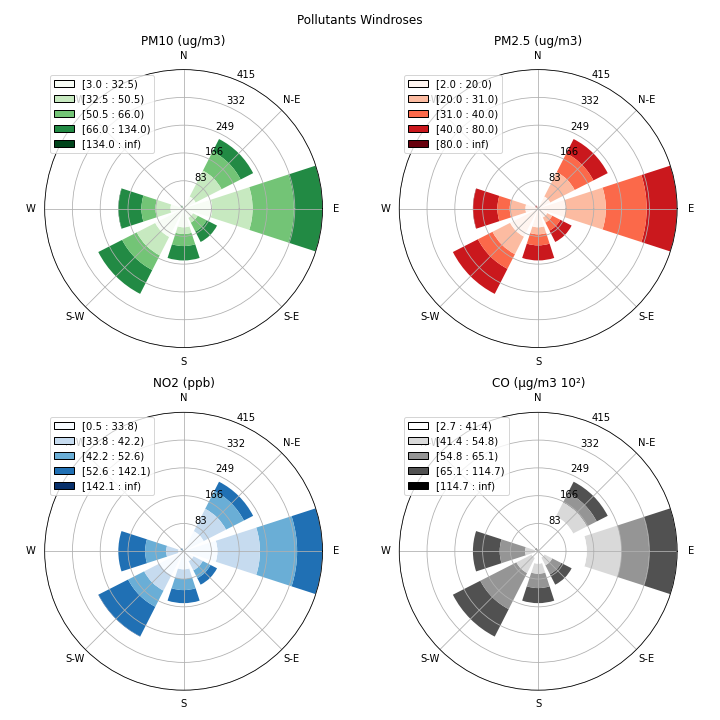 Pollutants Windroses
PM10 (ug/m3)
N
N-E
E
S-E
S
S-W
W
83
166
249
332
415
[3.0 : 32.5)
[32.5 : 50.5)
[50.5 : 66.0)
[66.0 : 134.0)
[134.0 : inf)
PM2.5 (ug/m3)
N
N-E
E
S-E
S
S-W
W
83
166
249
332
415
[2.0 : 20.0)
[20.0 : 31.0)
[31.0 : 40.0)
[40.0 : 80.0)
[80.0 : inf)
NO2 (ppb)
N
N-E
E
S-E
S
S-W
W
83
166
249
332
415
[0.5 : 33.8)
[33.8 : 42.2)
[42.2 : 52.6)
[52.6 : 142.1)
[142.1 : inf)
CO (μg/m3 10²)
N
N-E
E
S-E
S
S-W
W
83
166
249
332
415
[2.7 : 41.4)
[41.4 : 54.8)
[54.8 : 65.1)
[65.1 : 114.7)
[114.7 : inf)